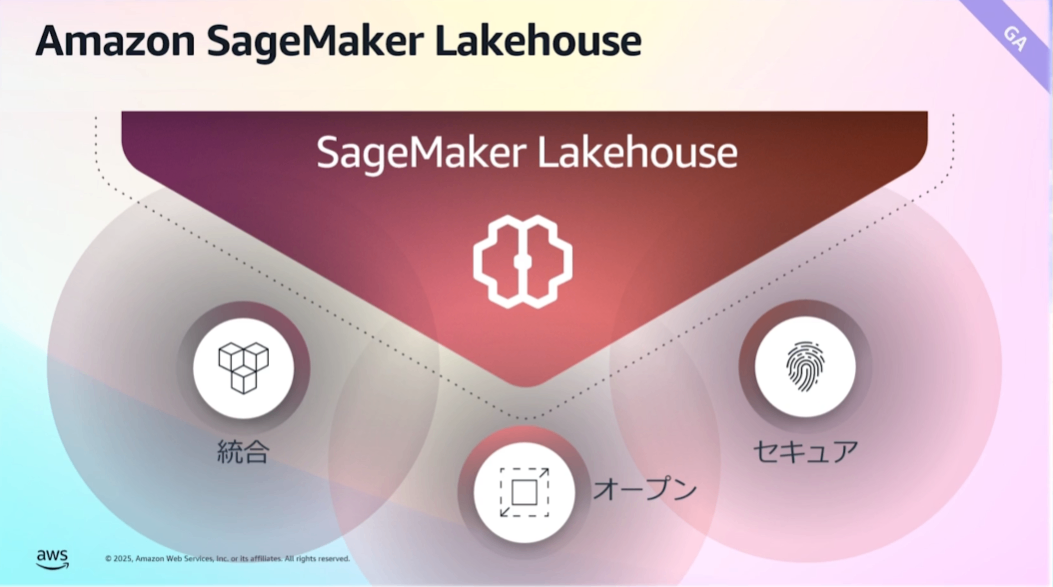 Amazon SageMaker Lakehouse
GA
SageMaker Lakehouse
統合
オープン
セキュア
aws
© 2025, Amazon Web Services, Inc. or its affiliates. All rights reserved.